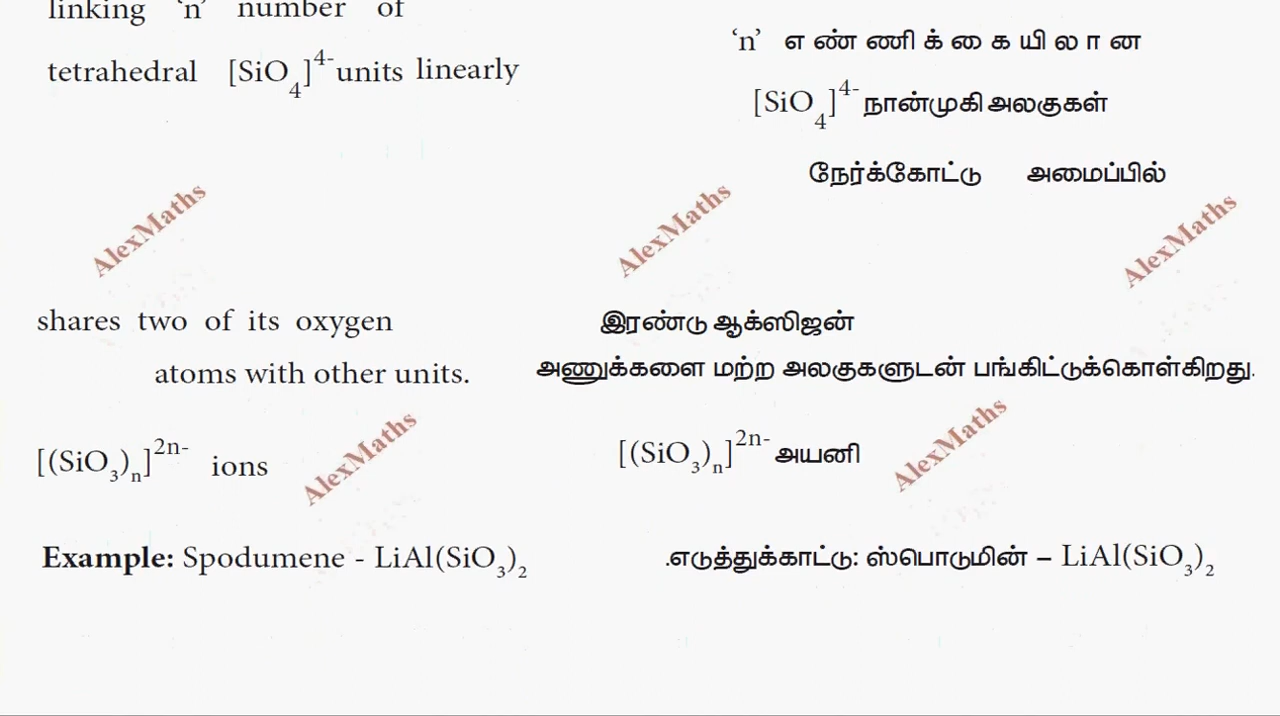 linking ‘n’ number of
tetrahedral [SiO₄]⁴⁻ units linearly
‘n’ எண்ணிக்கையிலான
[SiO₄]⁴⁻ நான்முகி அலகுகள்
நேர்க்கோட்டு அமைப்பில்
AlexMaths AlexMaths AlexMaths
shares two of its oxygen
atoms with other units.
இரண்டு ஆக்ஸிஜன்
அணுக்களை மற்ற அலகுகளுடன் பங்கிட்டுக்கொள்கிறது.
[(SiO₃)ₙ]²ⁿ⁻ ions
[(SiO₃)ₙ]²ⁿ⁻ அயனி
AlexMaths AlexMaths
Example: Spodumene - LiAl(SiO₃)₂
.எடுத்துக்காட்டு: ஸ்பொடுமின் – LiAl(SiO₃)₂